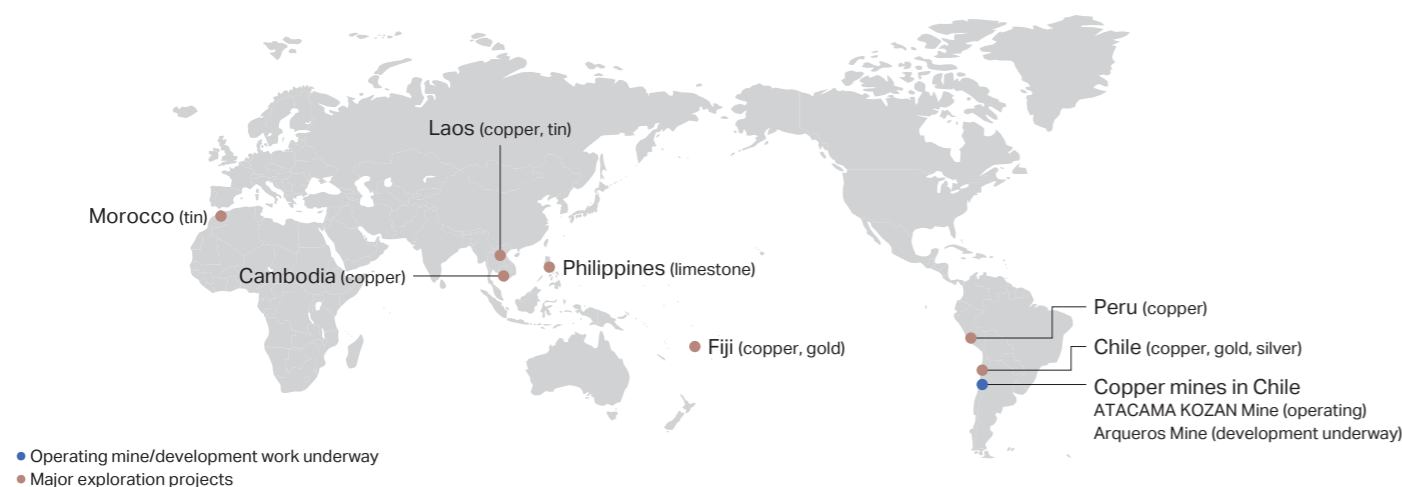 Laos (copper, tin)
Morocco (tin)
Cambodia (copper)
Philippines (limestone)
Fiji (copper, gold)
Peru (copper)
Chile (copper, gold, silver)
Copper mines in Chile
ATACAMA KOZAN Mine (operating)
Arqueros Mine (development underway)
Operating mine/development work underway
Major exploration projects